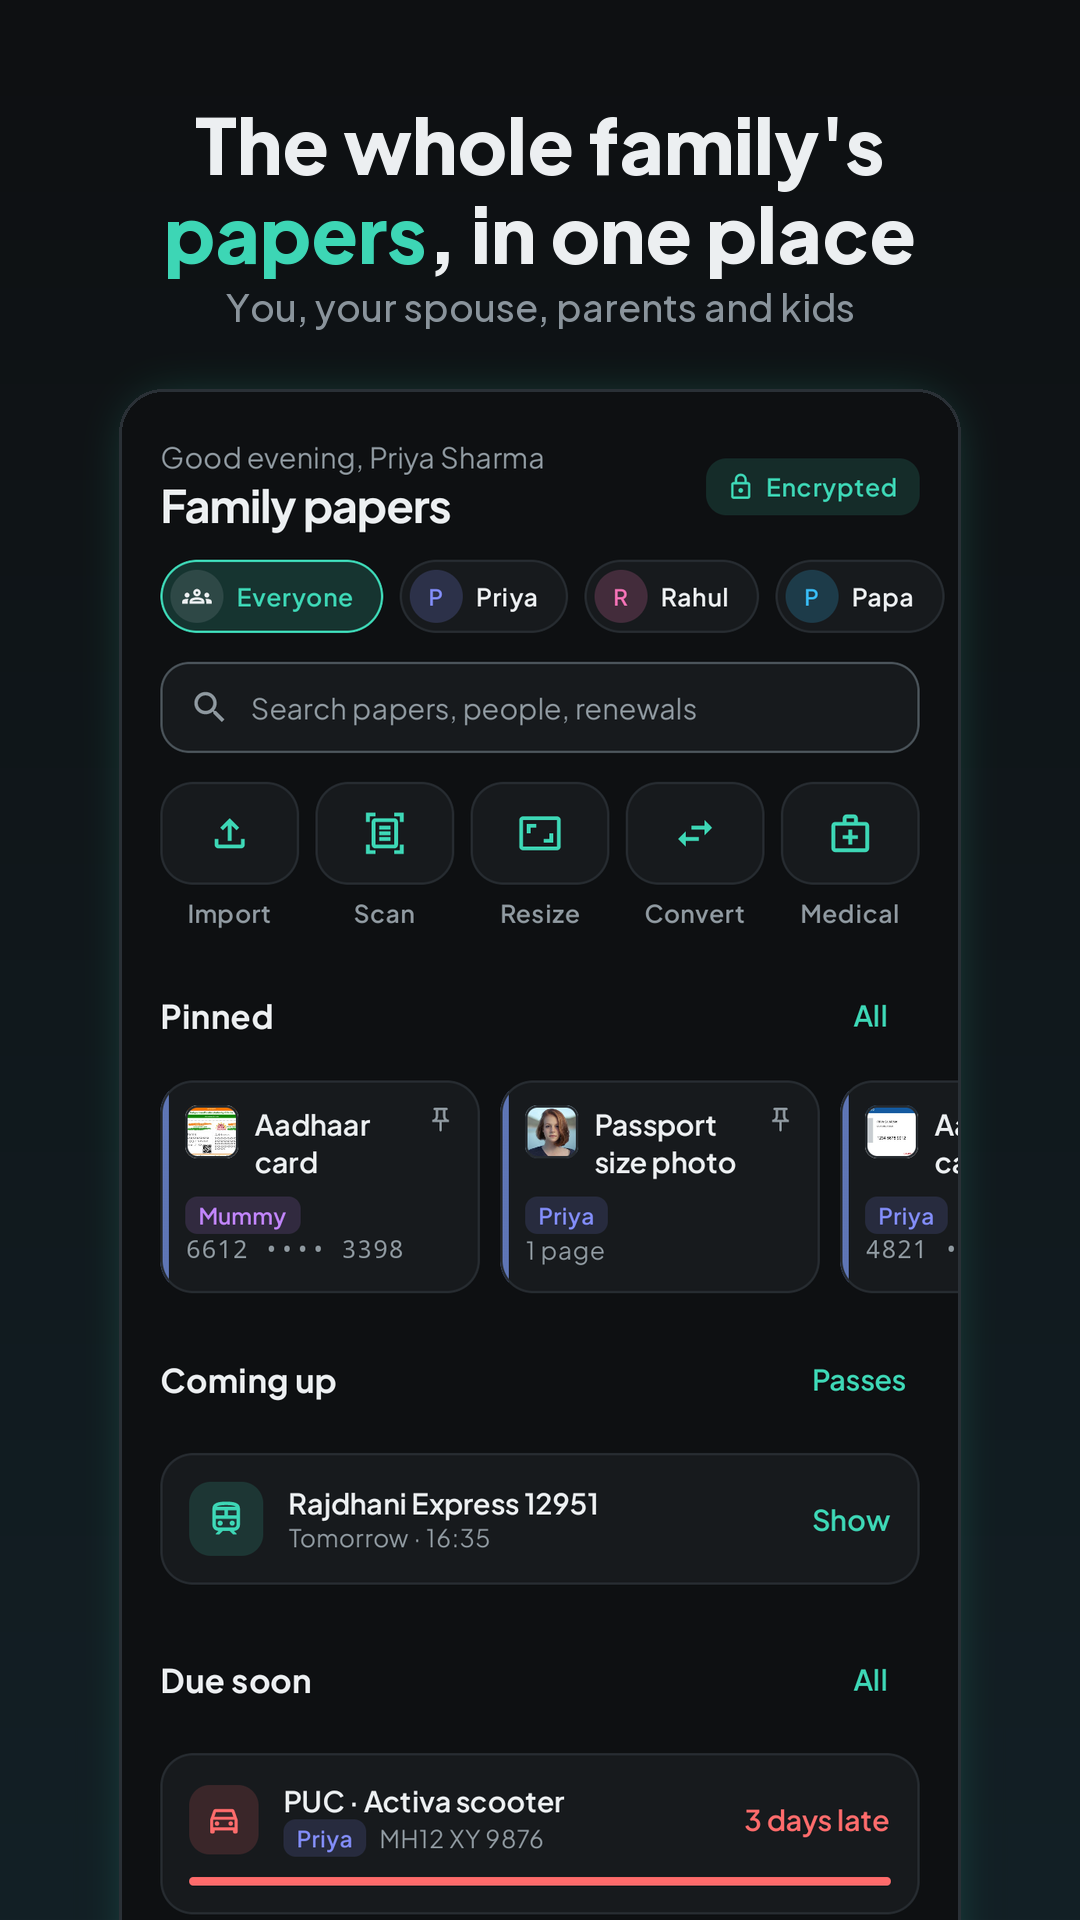 The whole family's
papers, in one place
You, your spouse, parents and kids
Good evening, Priya Sharma
Family papers
Encrypted
Everyone
P Priya
R Rahul
P Papa
Search papers, people, renewals
Import
Scan
Resize
Convert
Medical
Pinned
All
Aadhaar
card
Mummy
6612 •••• 3398
Passport
size photo
Priya
1 page
Priya
4821
Coming up
Passes
Rajdhani Express 12951
Tomorrow · 16:35
Show
Due soon
All
PUC · Activa scooter
Priya MH12 XY 9876
3 days late